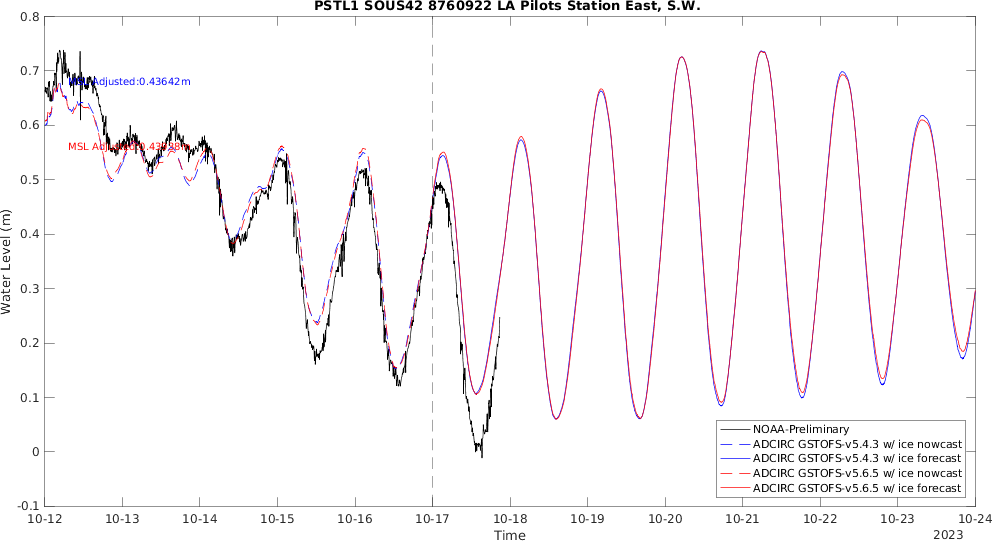 PSTL1 SOUS42 8760922 LA Pilots Station East, S.W.
Water Level (m)
0.8
0.7
0.6
0.5
0.4
0.3
0.2
0.1
0
-0.1
Adjusted:0.43642m
MSL
NOAA-Preliminary
ADCIRC GSTOFS-v5.4.3 w/ ice nowcast
ADCIRC GSTOFS-v5.4.3 w/ ice forecast
ADCIRC GSTOFS-v5.6.5 w/ ice nowcast
ADCIRC GSTOFS-v5.6.5 w/ ice forecast
10-12 10-13 10-14 10-15 10-16 10-17 10-18 10-19 10-20 10-21 10-22 10-23 10-24
Time
2023